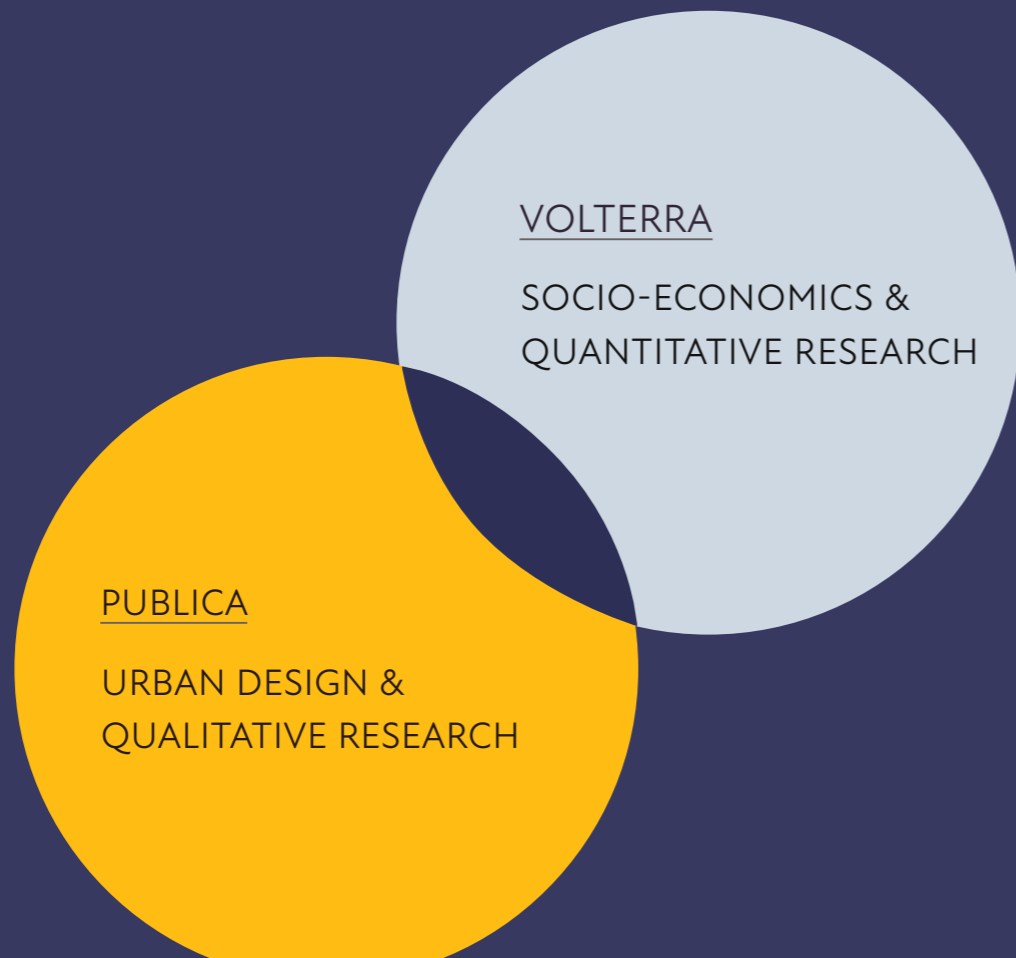 VOLTERRA
SOCIO-ECONOMICS &
QUANTITATIVE RESEARCH
PUBLICA
URBAN DESIGN &
QUALITATIVE RESEARCH